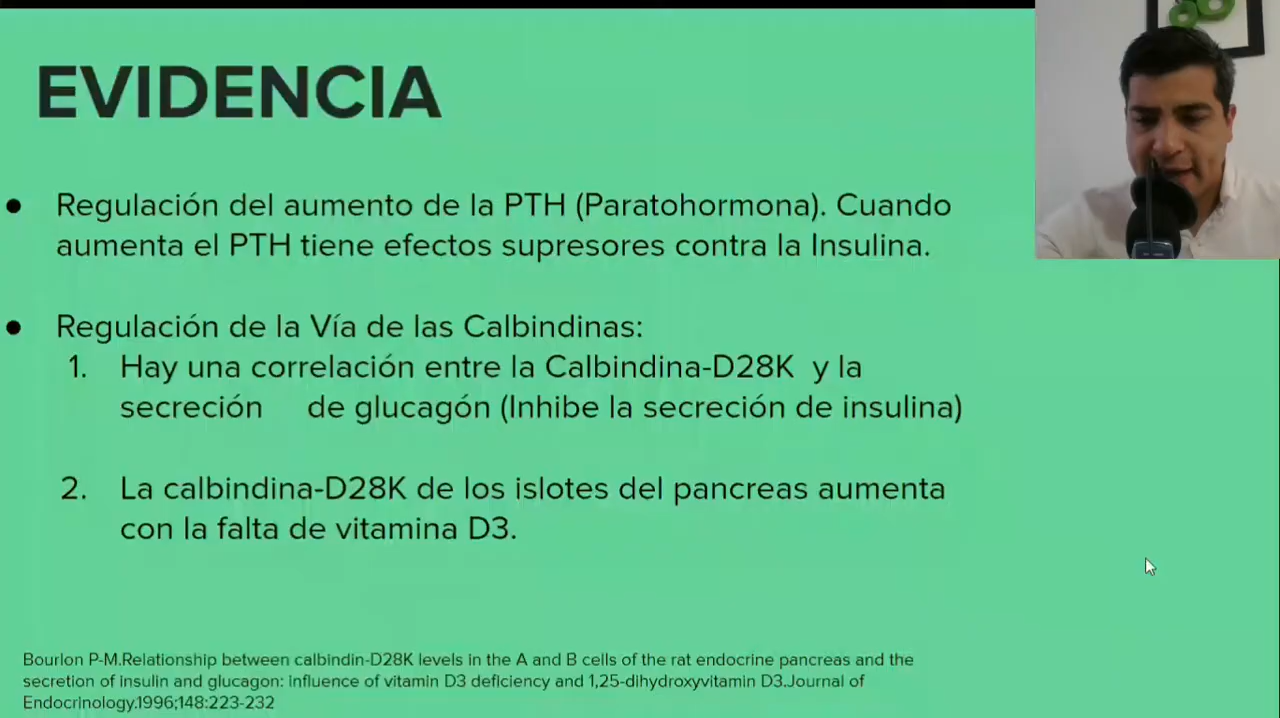 EVIDENCIA
● Regulación del aumento de la PTH (Paratohormona). Cuando
aumenta el PTH tiene efectos supresores contra la Insulina.
● Regulación de la Vía de las Calbindinas:
1. Hay una correlación entre la Calbindina-D28K y la
secreción de glucagón (Inhibe la secreción de insulina)
2. La calbindina-D28K de los islotes del pancreas aumenta
con la falta de vitamina D3.
Bourlon P-M.Relationship between calbindin-D28K levels in the A and B cells of the rat endocrine pancreas and the
secretion of insulin and glucagon: influence of vitamin D3 deficiency and 1,25-dihydroxyvitamin D3.Journal of
Endocrinology.1996;148:223-232